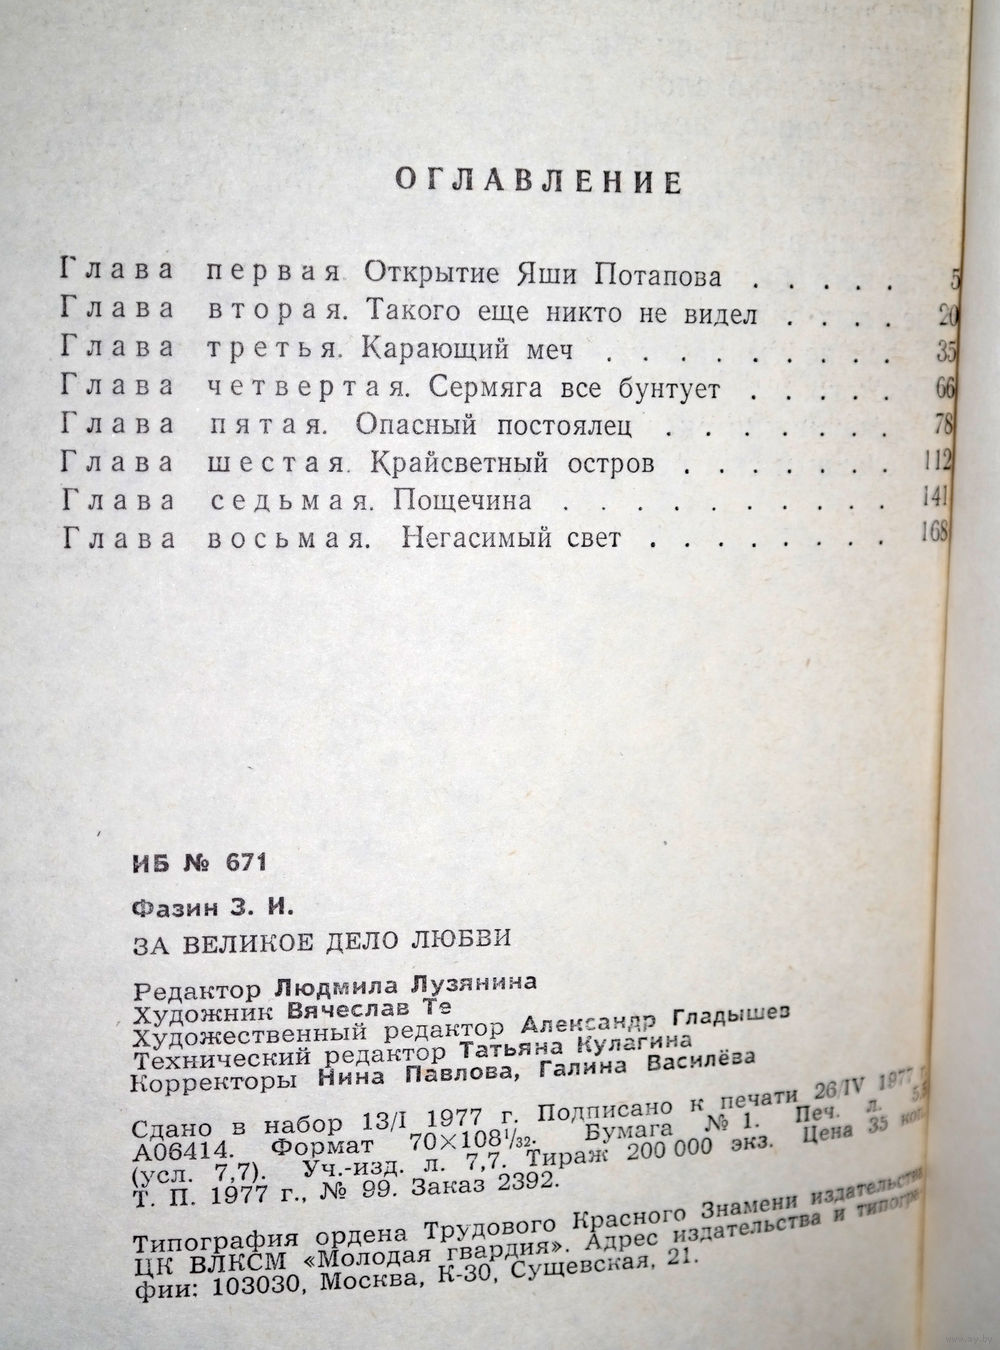 ОГЛАВЛЕНИЕ
Глава первая Открытие Яши Потапова . . . . . 5
Глава вторая. Такого еще никто не видел . . . . 20
Глава третья. Карающий меч . . . . . . . . . 35
Глава четвертая. Сермяга все бунтует . . . . . 66
Глава пятая. Опасный постоялец . . . . . . . 78
Глава шестая. Крайсветный остров . . . . . . . 112
Глава седьмая. Пощечина . . . . . . . . . . 141
Глава восьмая. Негасимый свет . . . . . . . . 168
ИБ № 671
Фазин З. И.
ЗА ВЕЛИКОЕ ДЕЛО ЛЮБВИ
Редактор Людмила Лузянина
Художник Вячеслав Те
Художественный редактор Александр Гладышев
Технический редактор Татьяна Кулагина
Корректоры Нина Павлова, Галина Василёва
Сдано в набор 13/I 1977 г. Подписано к печати 26/IV 1977 г.
А06414. Формат 70×108 1/32. Бумага № 1. Печ. л. 5,5
(усл. 7,7). Уч.-изд. л. 7,7. Тираж 200 000 экз. Цена 35 коп.
Т. П. 1977 г., № 99. Заказ 2392.
Типография ордена Трудового Красного Знамени издательства
ЦК ВЛКСМ «Молодая гвардия». Адрес издательства и типогра-
фии: 103030, Москва, К-30, Сущевская, 21.
www.ay.by